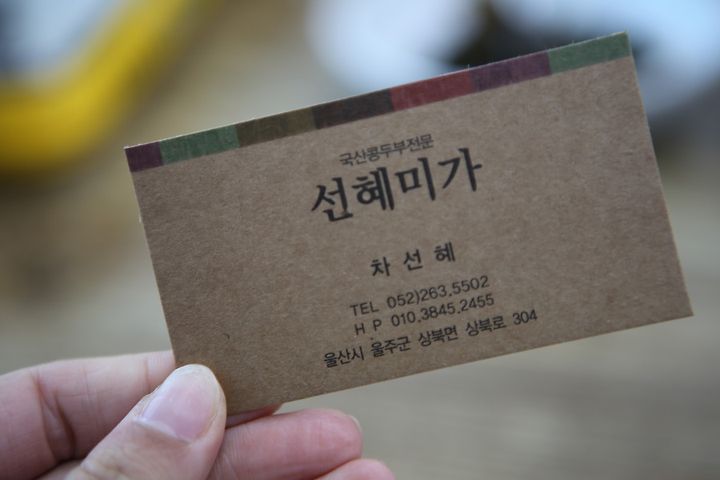 국산콩두부전문
선혜미가
차 선 혜
TEL 052)263.5502
H P 010.3845.2455
울산시 울주군 상북면 상북로 304